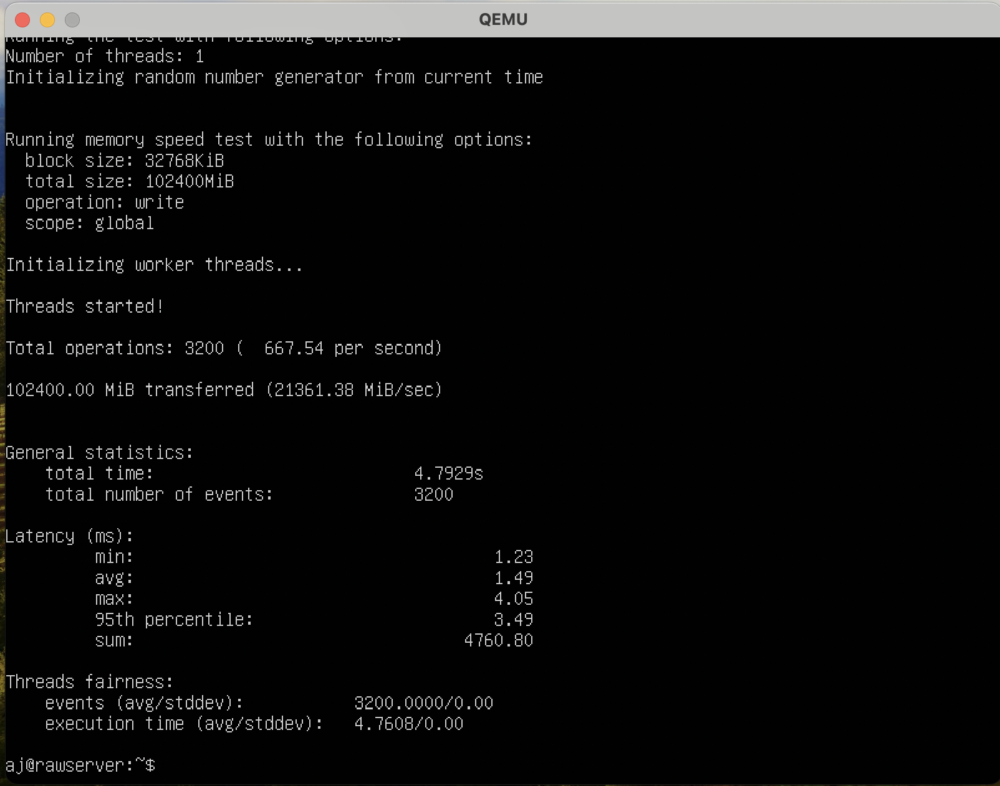 QEMU
Running the test with following options:
Number of threads: 1
Initializing random number generator from current time
Running memory speed test with the following options:
block size: 32768KiB
total size: 102400MiB
operation: write
scope: global
Initializing worker threads...
Threads started!
Total operations: 3200 (  667.54 per second)
102400.00 MiB transferred (21361.38 MiB/sec)
General statistics:
total time: 4.7929s
total number of events: 3200
Latency (ms):
min: 1.23
avg: 1.49
max: 4.05
95th percentile: 3.49
sum: 4760.80
Threads fairness:
events (avg/stddev): 3200.0000/0.00
execution time (avg/stddev): 4.7608/0.00
aj@rawserver:~$